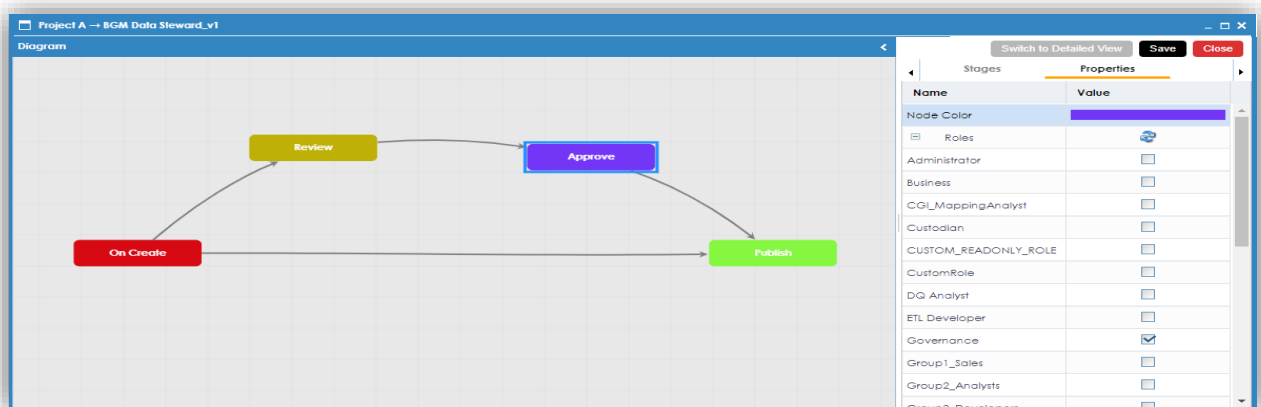 Project A → BGM Data Steward_v1
Diagram
Switch to Detailed View Save Close
Stages Properties
Name Value
Node Color
Roles
Administrator
Business
CGI_MappingAnalyst
Custodian
CUSTOM_READONLY_ROLE
CustomRole
DQ Analyst
ETL Developer
Governance
Group1_Sales
Group2_Analysts
Group2_Developers
Review
Approve
On Create
Publish